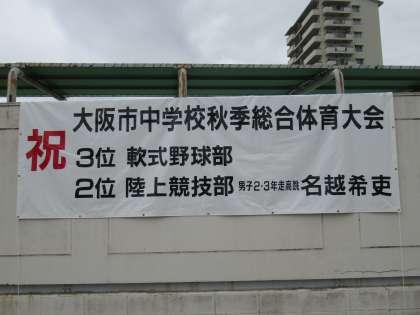 祝
大阪市中学校秋季総合体育大会
3位 軟式野球部
2位 陸上競技部 男子2・3年走高跳 名越希吏